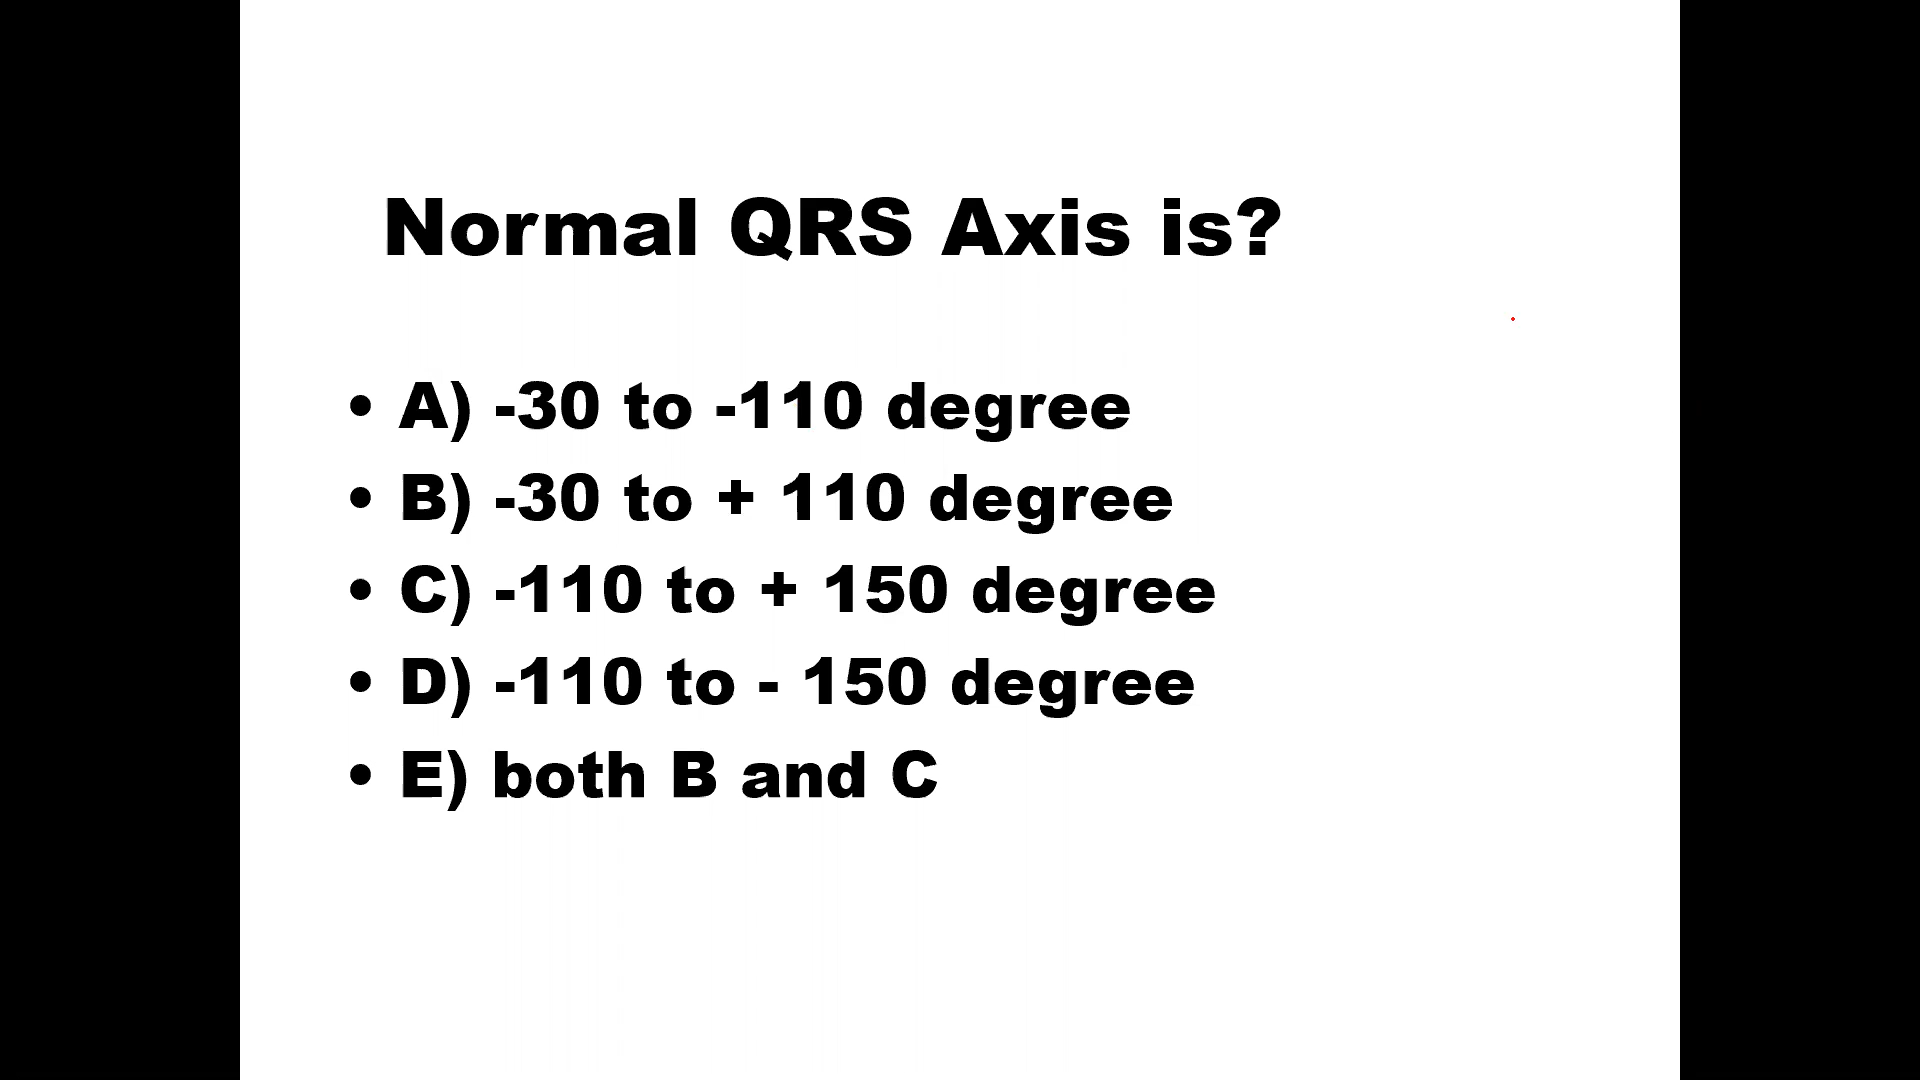 Normal QRS Axis is?
• A) -30 to -110 degree
• B) -30 to + 110 degree
• C) -110 to + 150 degree
• D) -110 to - 150 degree
• E) both B and C